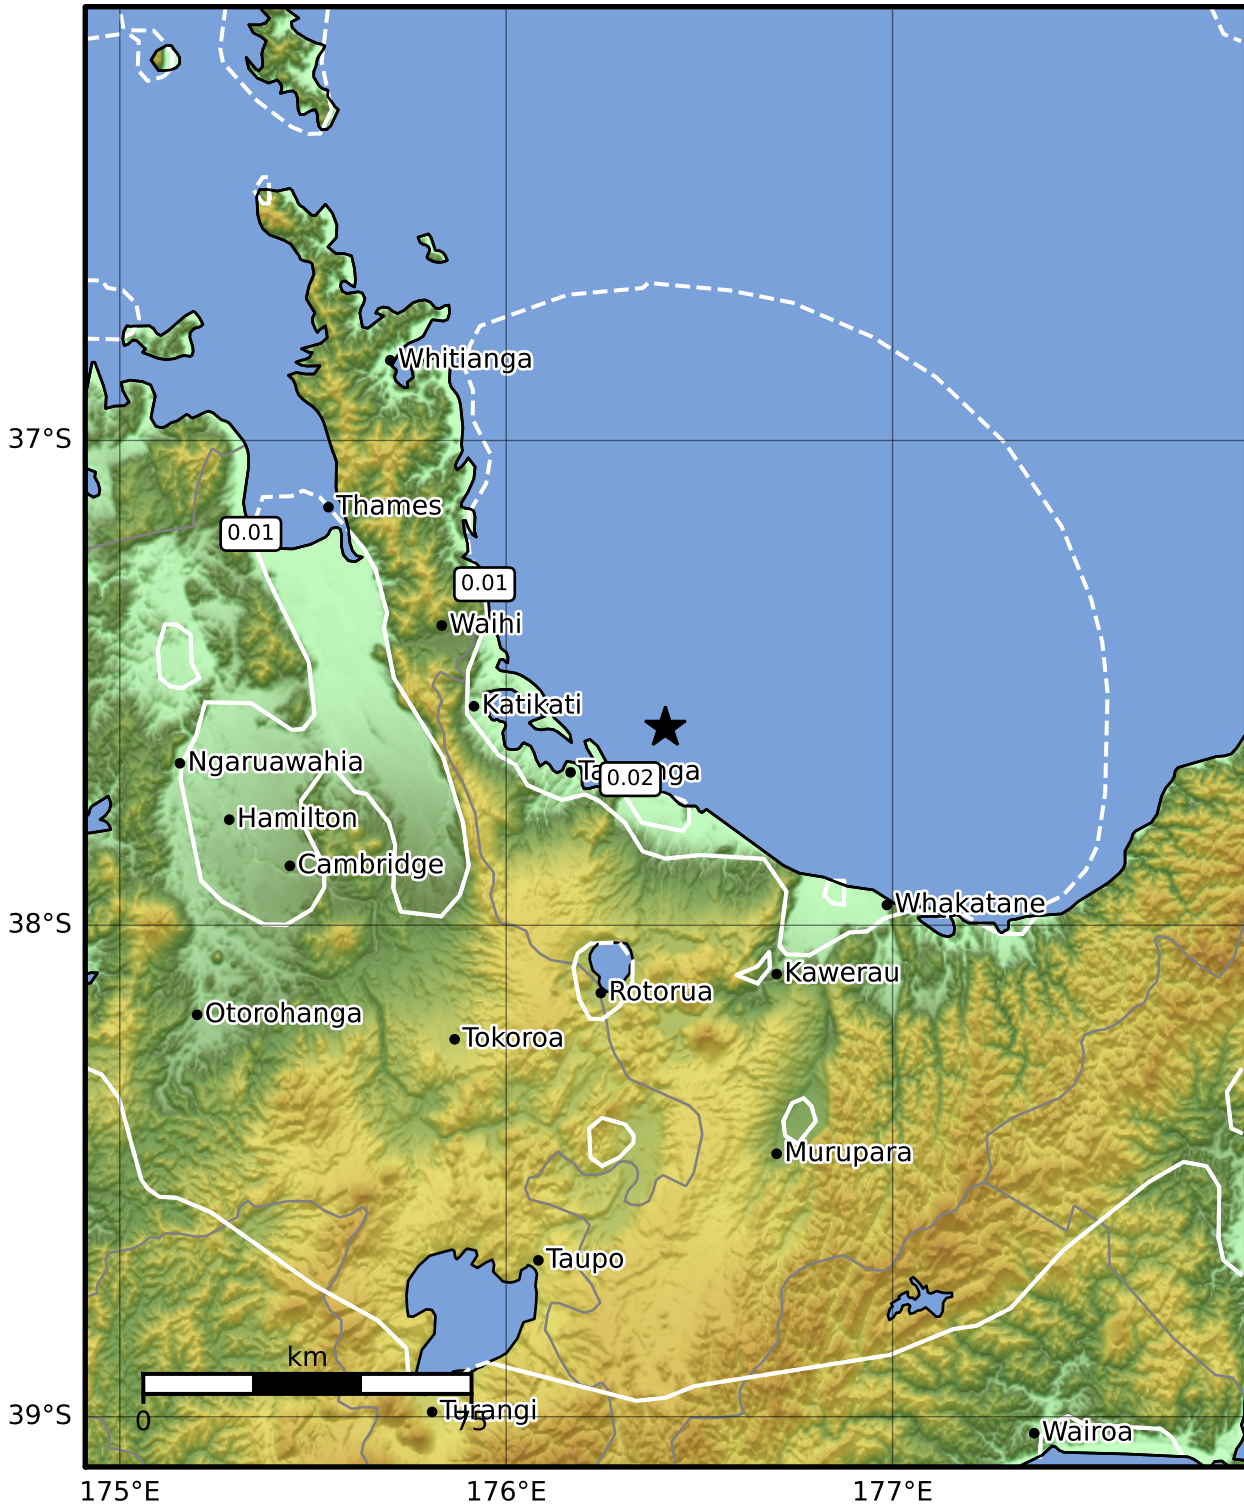 Whitianga
37°S
Thames
0.01
0.01
Waihi
Katikati
Ngaruawahia
0.02
Hamilton
Cambridge
Whakatane
38°S
Kawerau
Rotorua
Otorohanga
Tokoroa
Murupara
Taupo
km
0
75
Turangi
39°S
Wairoa
175°E
176°E
177°E